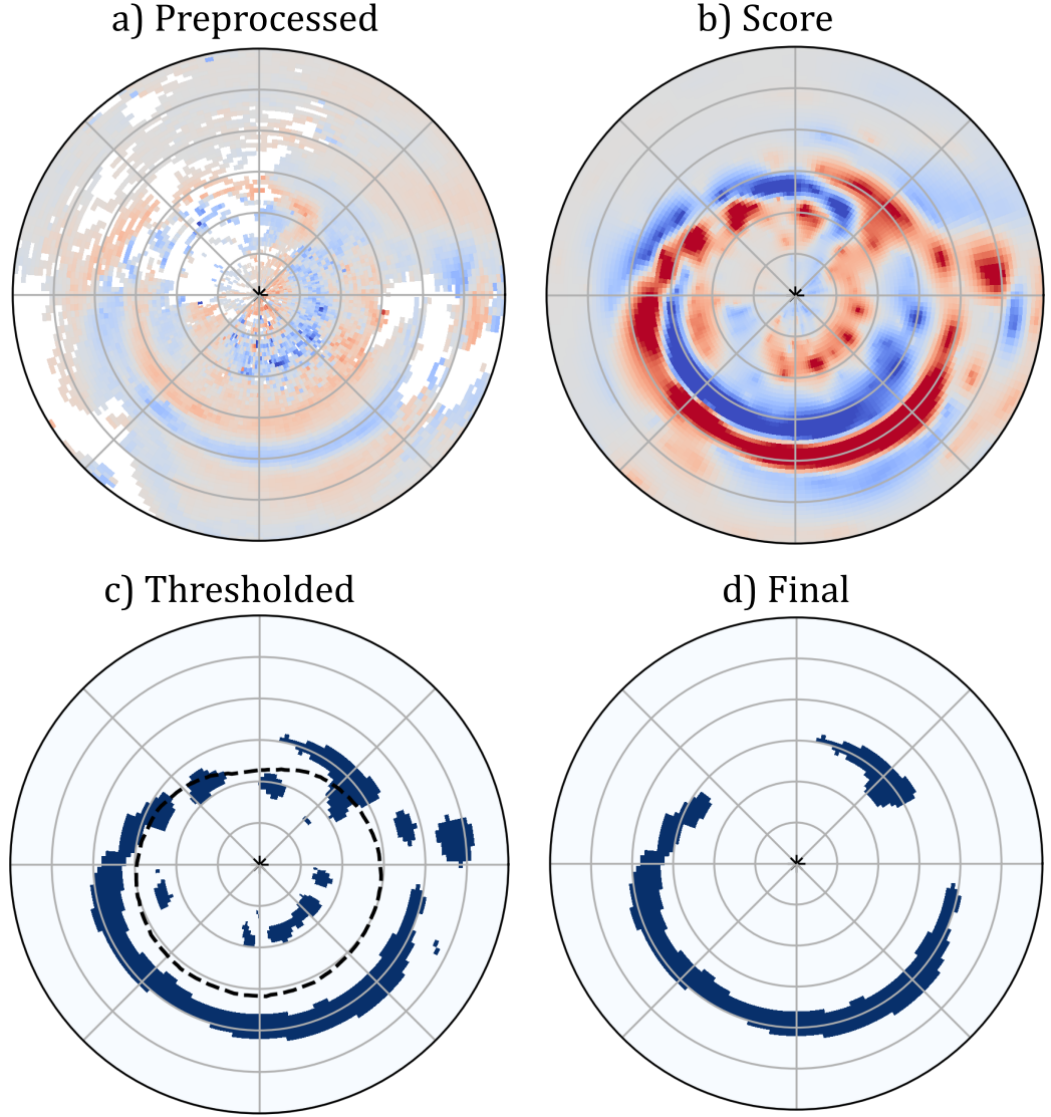 a) Preprocessed
b) Score
c) Thresholded
d) Final